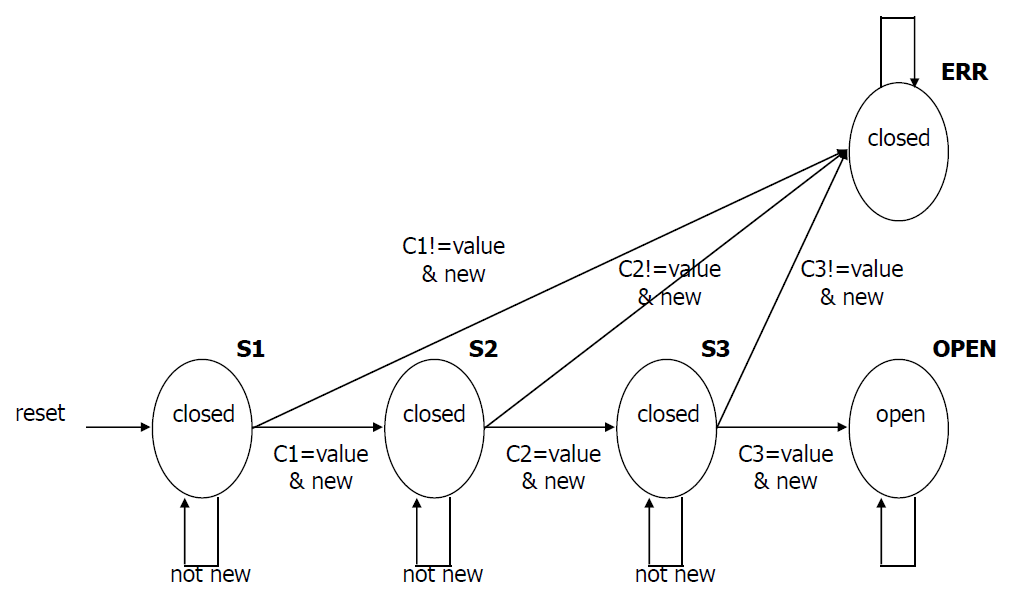 ERR
closed
C1!=value
& new
C2!=value
& new
C3!=value
& new
S1
S2
S3
OPEN
reset
closed
closed
closed
open
C1=value
& new
C2=value
& new
C3=value
& new
not new
not new
not new